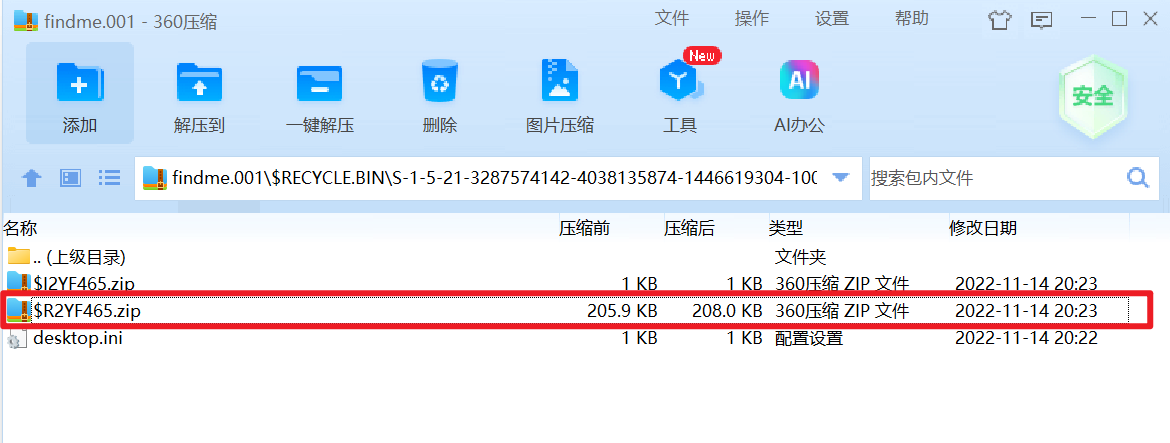 findme.001 - 360压缩
文件 操作 设置 帮助
添加 解压到 一键解压 删除 图片压缩 工具 New AI AI办公 安全
findme.001\$RECYCLE.BIN\S-1-5-21-3287574142-4038135874-1446619304-100 搜索包内文件
名称 压缩前 压缩后 类型 修改日期
.. (上级目录) 文件夹
$I2YF465.zip 1 KB 1 KB 360压缩 ZIP 文件 2022-11-14 20:23
$R2YF465.zip 205.9 KB 208.0 KB 360压缩 ZIP 文件 2022-11-14 20:23
desktop.ini 1 KB 1 KB 配置设置 2022-11-14 20:22